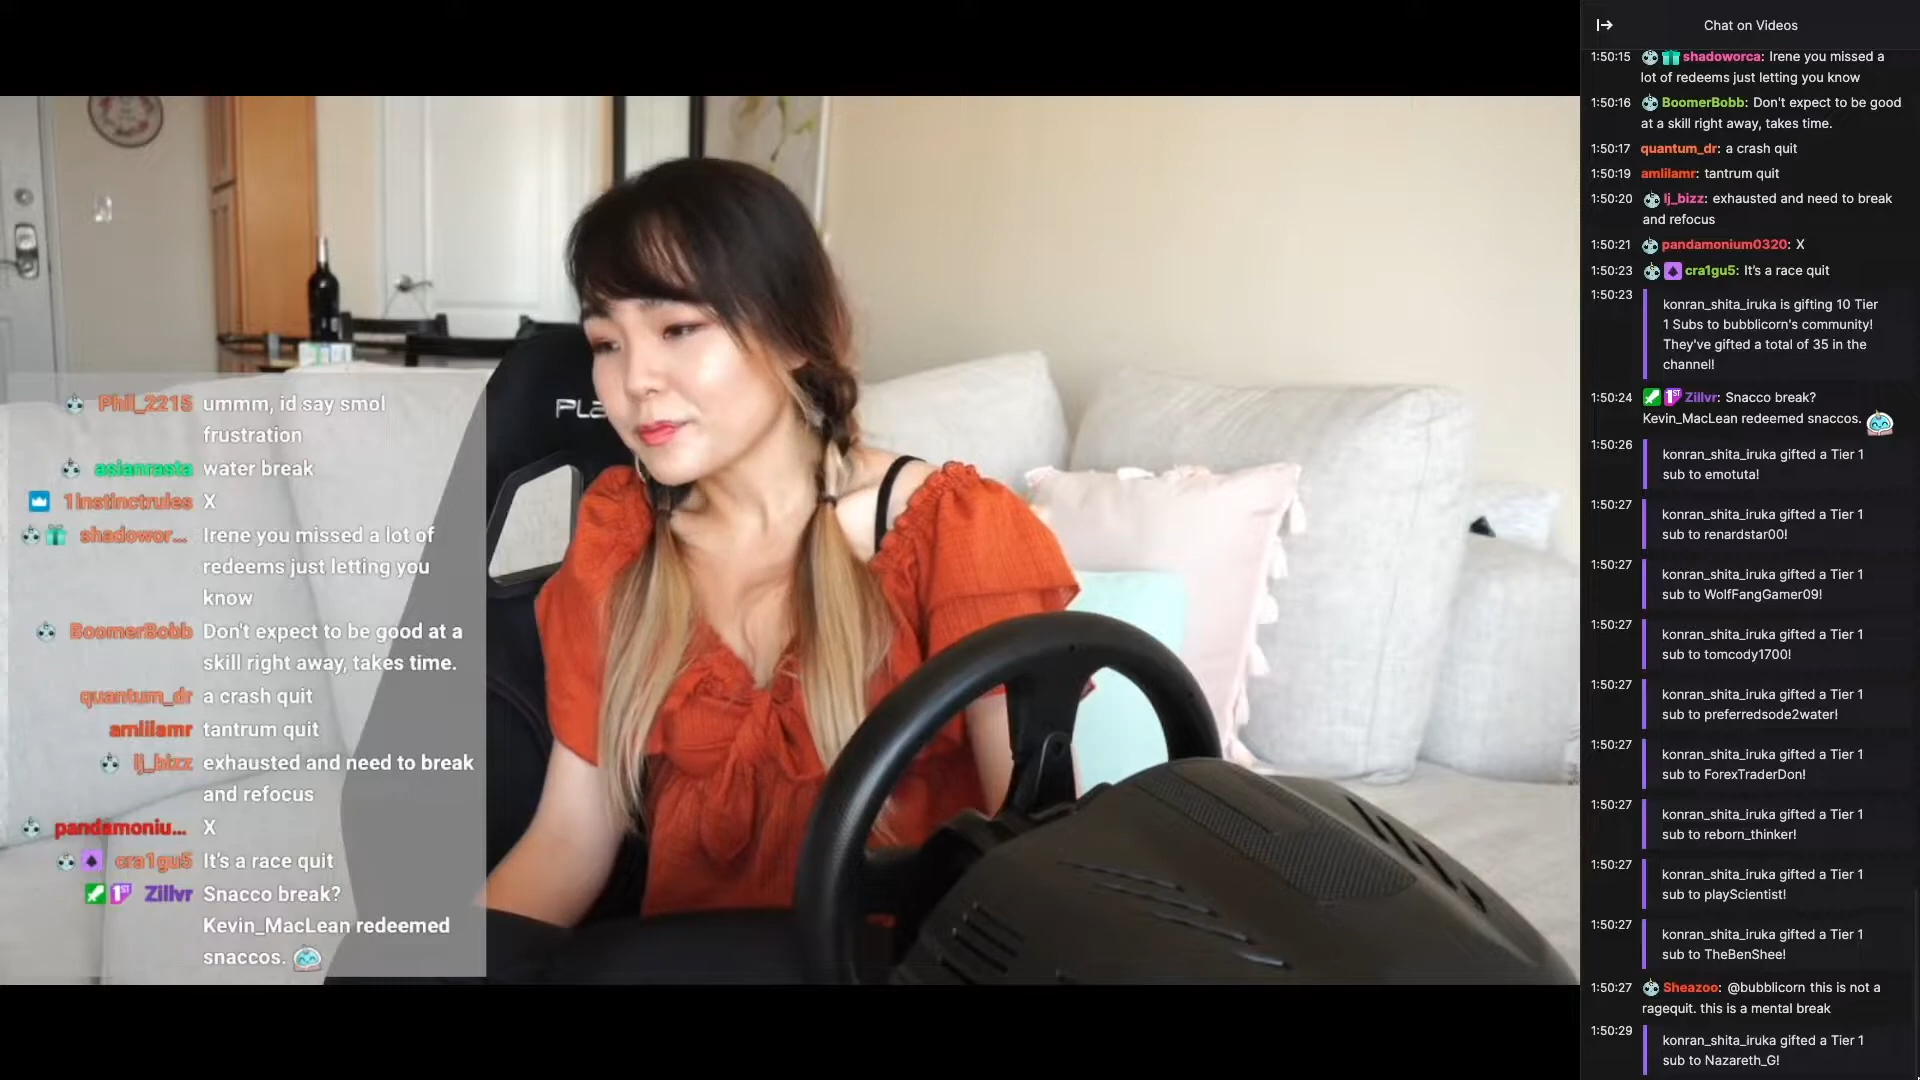 Chat on Videos
1:50:15 shadoworca: Irene you missed a
lot of redeems just letting you know
1:50:16 BoomerBobb: Don't expect to be good
at a skill right away, takes time.
1:50:17 quantum_dr: a crash quit
1:50:19 amlilamr: tantrum quit
1:50:20 lj_bizz: exhausted and need to break
and refocus
1:50:21 pandamonium0320: X
1:50:23 cra1gu5: It's a race quit
1:50:23 konran_shita_iruka is gifting 10 Tier
1 Subs to bubblicorn's community!
They've gifted a total of 35 in the
channel!
1:50:24 1ST Zillvr: Snacco break?
Kevin_MacLean redeemed snaccos.
1:50:26 konran_shita_iruka gifted a Tier 1
sub to emotuta!
1:50:27 konran_shita_iruka gifted a Tier 1
sub to renardstar00!
1:50:27 konran_shita_iruka gifted a Tier 1
sub to WolfFangGamer09!
1:50:27 konran_shita_iruka gifted a Tier 1
sub to tomcody1700!
1:50:27 konran_shita_iruka gifted a Tier 1
sub to preferredsode2water!
1:50:27 konran_shita_iruka gifted a Tier 1
sub to ForexTraderDon!
1:50:27 konran_shita_iruka gifted a Tier 1
sub to reborn_thinker!
1:50:27 konran_shita_iruka gifted a Tier 1
sub to playScientist!
1:50:27 konran_shita_iruka gifted a Tier 1
sub to TheBenShee!
1:50:27 Sheazoo: @bubblicorn this is not a
ragequit. this is a mental break
1:50:29 konran_shita_iruka gifted a Tier 1
sub to Nazareth_G!
Phil_2215 ummm, id say smol
frustration
asianrasta water break
1instinctrules X
shadowor... Irene you missed a lot of
redeems just letting you
know
BoomerBobb Don't expect to be good at a
skill right away, takes time.
quantum_dr a crash quit
amlilamr tantrum quit
lj_bizz exhausted and need to break
and refocus
pandamoniu... X
cra1gu5 It's a race quit
1ST Zillvr Snacco break?
Kevin_MacLean redeemed
snaccos.
PLA